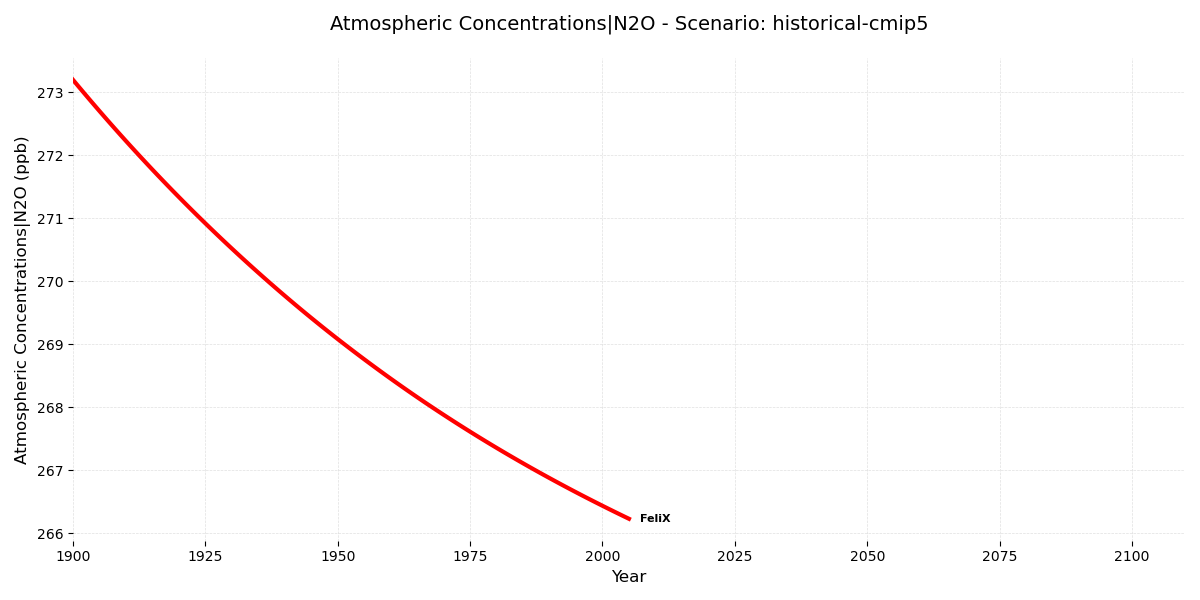 Atmospheric Concentrations|N2O - Scenario: historical-cmip5
Atmospheric Concentrations|N2O (ppb)
273
272
271
270
269
268
267
266
FeliX
1900 1925 1950 1975 2000 2025 2050 2075 2100
Year